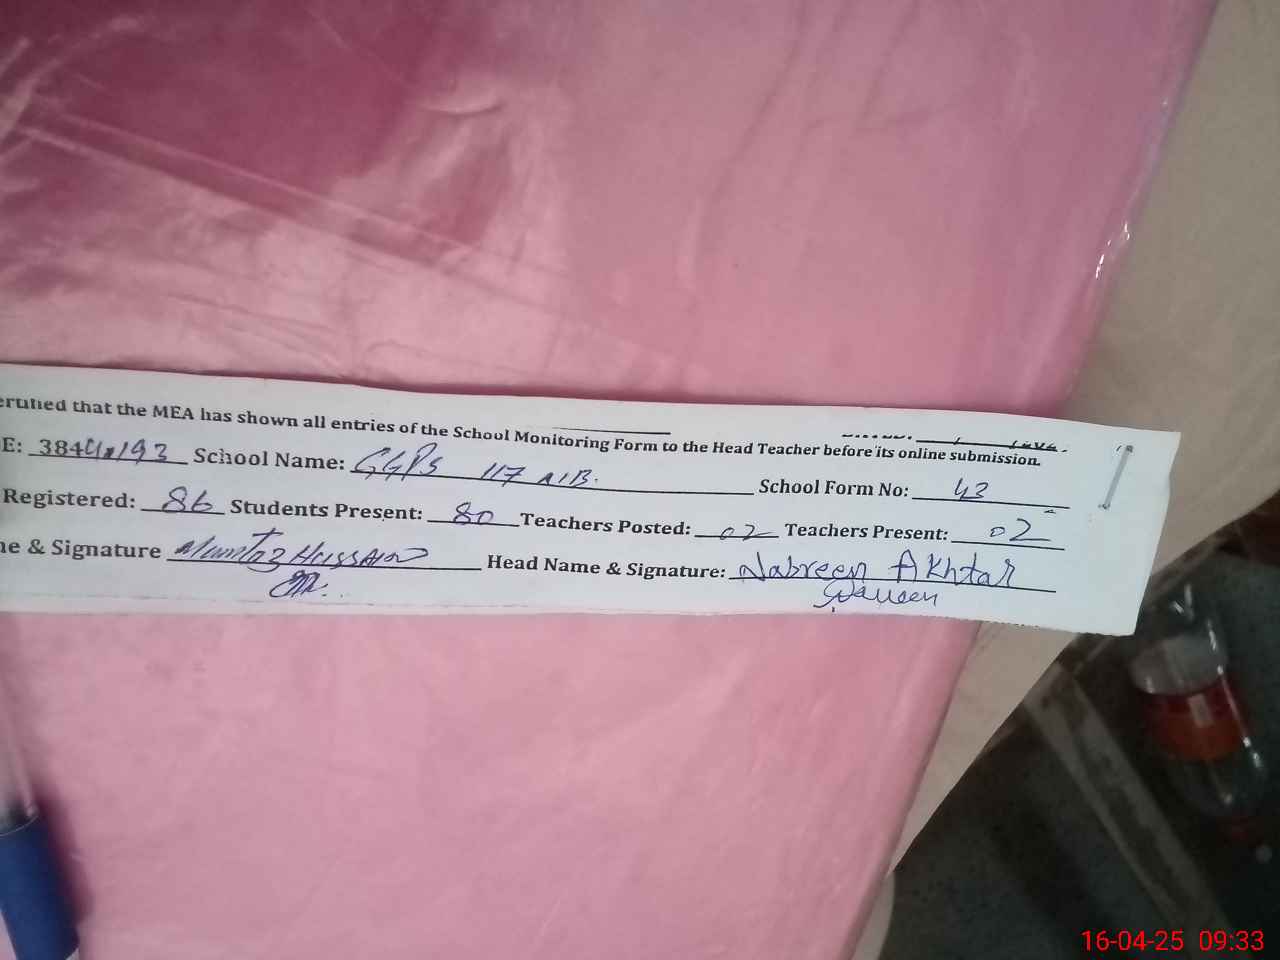 ertified that the MEA has shown all entries of the School Monitoring Form to the Head Teacher before its online submission.
E: 384 193 School Name: GGPS 117 N/B. School Form No: 43
Registered: 86 Students Present: 80 Teachers Posted: 02 Teachers Present: 02
ne & Signature Mumtaz Hussain Head Name & Signature: Nabreen Akhtar
16-04-25 09:33